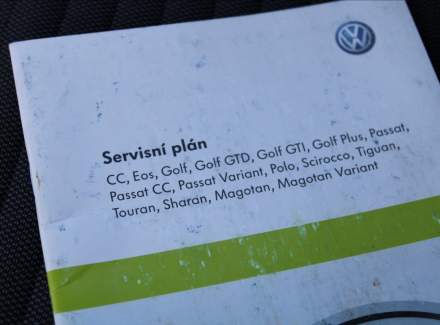 Servisní plán
CC, Eos, Golf, Golf GTD, Golf GTI, Golf Plus, Passat,
Passat CC, Passat Variant, Polo, Scirocco, Tiguan,
Touran, Sharan, Magotan, Magotan Variant